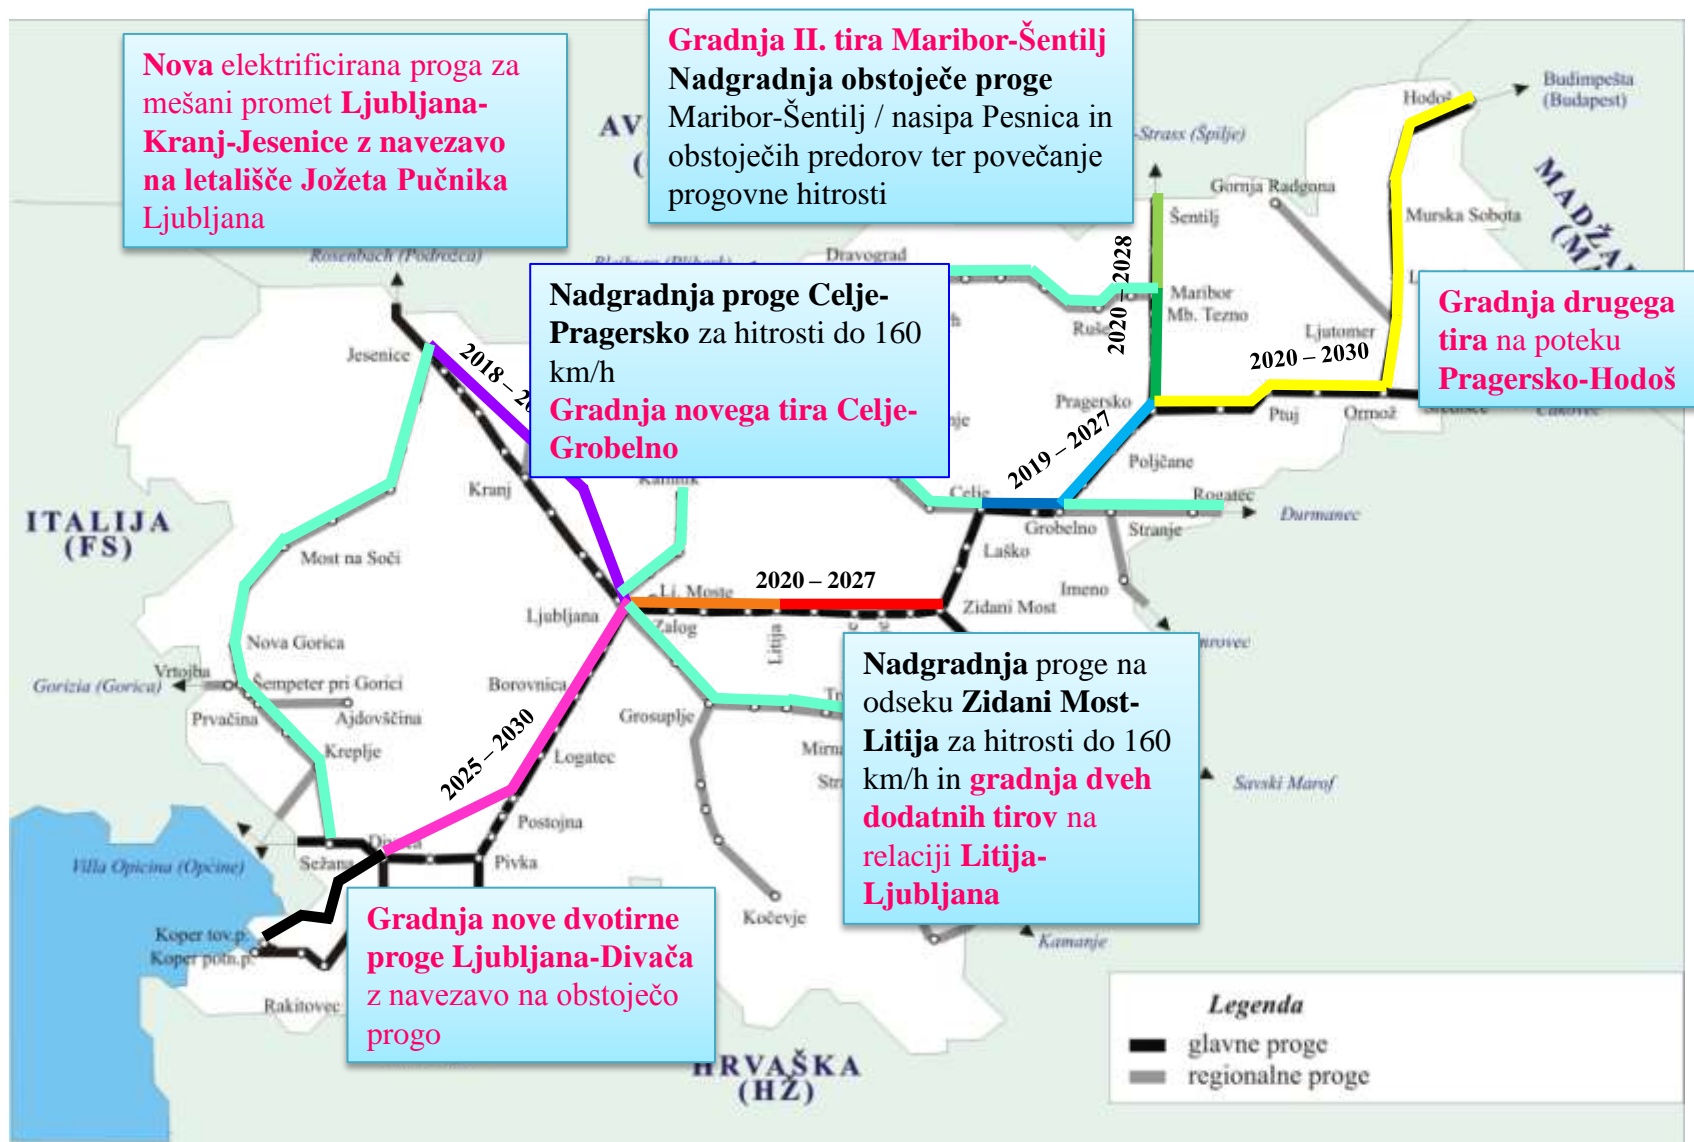 Nova elektrificirana proga za
mešani promet Ljubljana-
Kranj-Jesenice z navezavo
na letališče Jožeta Pučnika
Ljubljana
Gradnja II. tira Maribor-Šentilj
Nadgradnja obstoječe proge
Maribor-Šentilj / nasipa Pesnica in
obstoječih predorov ter povečanje
progovne hitrosti
Hodoš
Budimpešta
(Budapest)
-Strass (Špilje)
Gornja Radgona
Murska Sobota
Šentilj
Rosenbach (Podrožca)
Dravograd
Maribor
Mb. Tezno
2020 – 2028
Ljutomer
2020 – 2030
Nadgradnja proge Celje-
Pragersko za hitrosti do 160
km/h
Gradnja novega tira Celje-
Grobelno
Gradnja drugega
tira na poteku
Pragersko-Hodoš
Jesenice
Pragersko
Ptuj
Ormož
2019 – 2027
Poljčane
Kranj
Celje
Rogatec
Grobelno
Stranje
Durmanec
ITALIJA
(FS)
Most na Soči
Laško
Imeno
2020 – 2027
Lj. Moste
Ljubljana
Zalog
Litija
Zidani Most
Nova Gorica
Vrtojba
Gorizia (Gorica)
Šempeter pri Gorici
Prvačina
Ajdovščina
Borovnica
Grosuplje
Kreplje
2025 – 2030
Logatec
Nadgradnja proge na
odseku Zidani Most-
Litija za hitrosti do 160
km/h in gradnja dveh
dodatnih tirov na
relaciji Litija-
Ljubljana
Savski Marof
Postojna
Pivka
Sežana
Villa Opicina (Opčine)
Kočevje
Kamanje
Koper tov.p.
Koper potn.p.
Rakitovec
Gradnja nove dvotirne
proge Ljubljana-Divača
z navezavo na obstoječo
progo
HRVAŠKA
(HŽ)
Legenda
glavne proge
regionalne proge